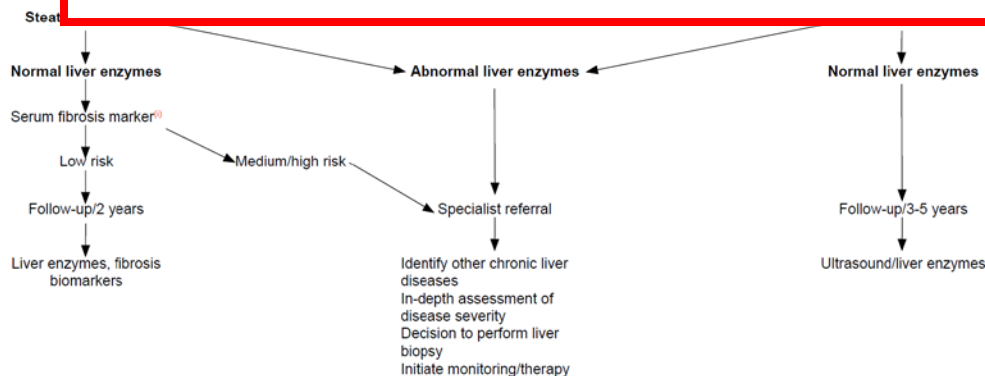 Steat
Normal liver enzymes
Abnormal liver enzymes
Normal liver enzymes
Serum fibrosis marker(i)
Low risk
Medium/high risk
Follow-up/2 years
Specialist referral
Follow-up/3-5 years
Liver enzymes, fibrosis
biomarkers
Identify other chronic liver
diseases
In-depth assessment of
disease severity
Decision to perform liver
biopsy
Initiate monitoring/therapy
Ultrasound/liver enzymes